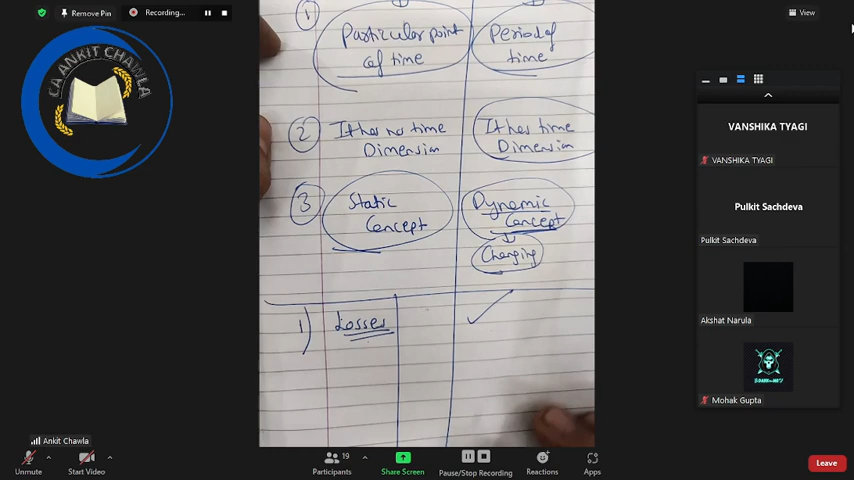 Remove Pin
Recording...
View
CA ANKIT CHAWLA
1
Particular point
of time
Period of
time
2
It has no time
Dimension
It has time
Dimension
3
Static
Concept
Dynamic
Concept
Changing
1)
Losses
VANSHIKA TYAGI
VANSHIKA TYAGI
Pulkit Sachdeva
Pulkit Sachdeva
Akshat Narula
Mohak Gupta
Ankit Chawla
Unmute
Start Video
19
Participants
Share Screen
Pause/Stop Recording
Reactions
Apps
Leave